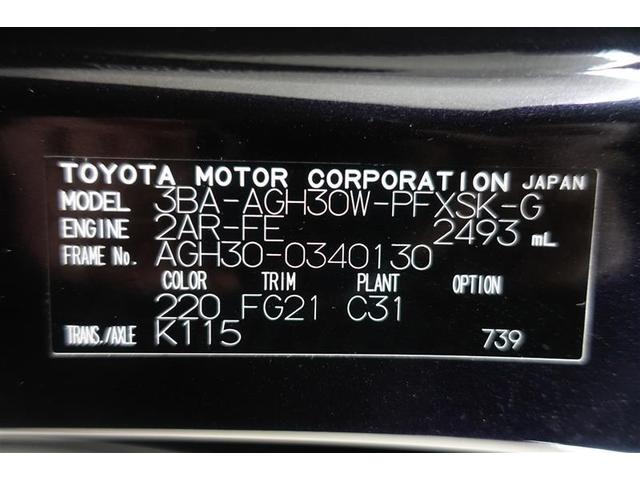 TOYOTA MOTOR CORPORATION JAPAN
MODEL 3BA-AGH30W-PFXSK-G
ENGINE 2AR-FE 2493 mL
FRAME No. AGH30-0340130
COLOR TRIM PLANT OPTION
220 FG21 C31
TRANS./AXLE K115 739